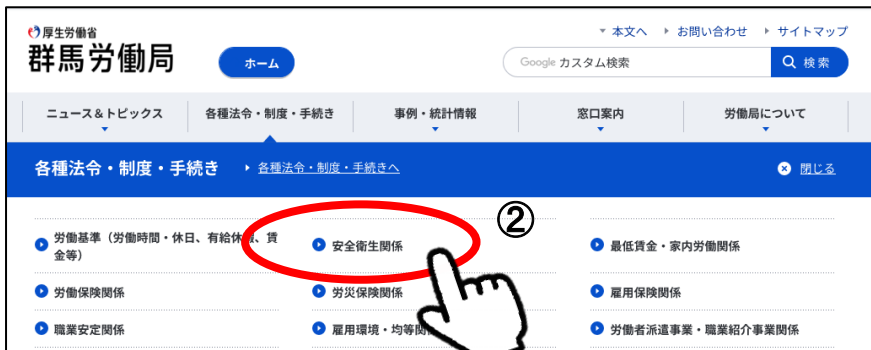 厚生労働省
群馬労働局
ホーム
本文へ お問い合わせ サイトマップ
Google カスタム検索 検索
ニュース＆トピックス 各種法令・制度・手続き 事例・統計情報 窓口案内 労働局について
各種法令・制度・手続き 各種法令・制度・手続きへ 閉じる
②
労働基準（労働時間・休日、有給休暇、賃
金等） 安全衛生関係 最低賃金・家内労働関係
労働保険関係 労災保険関係 雇用保険関係
職業安定関係 雇用環境・均等関 労働者派遣事業・職業紹介事業関係